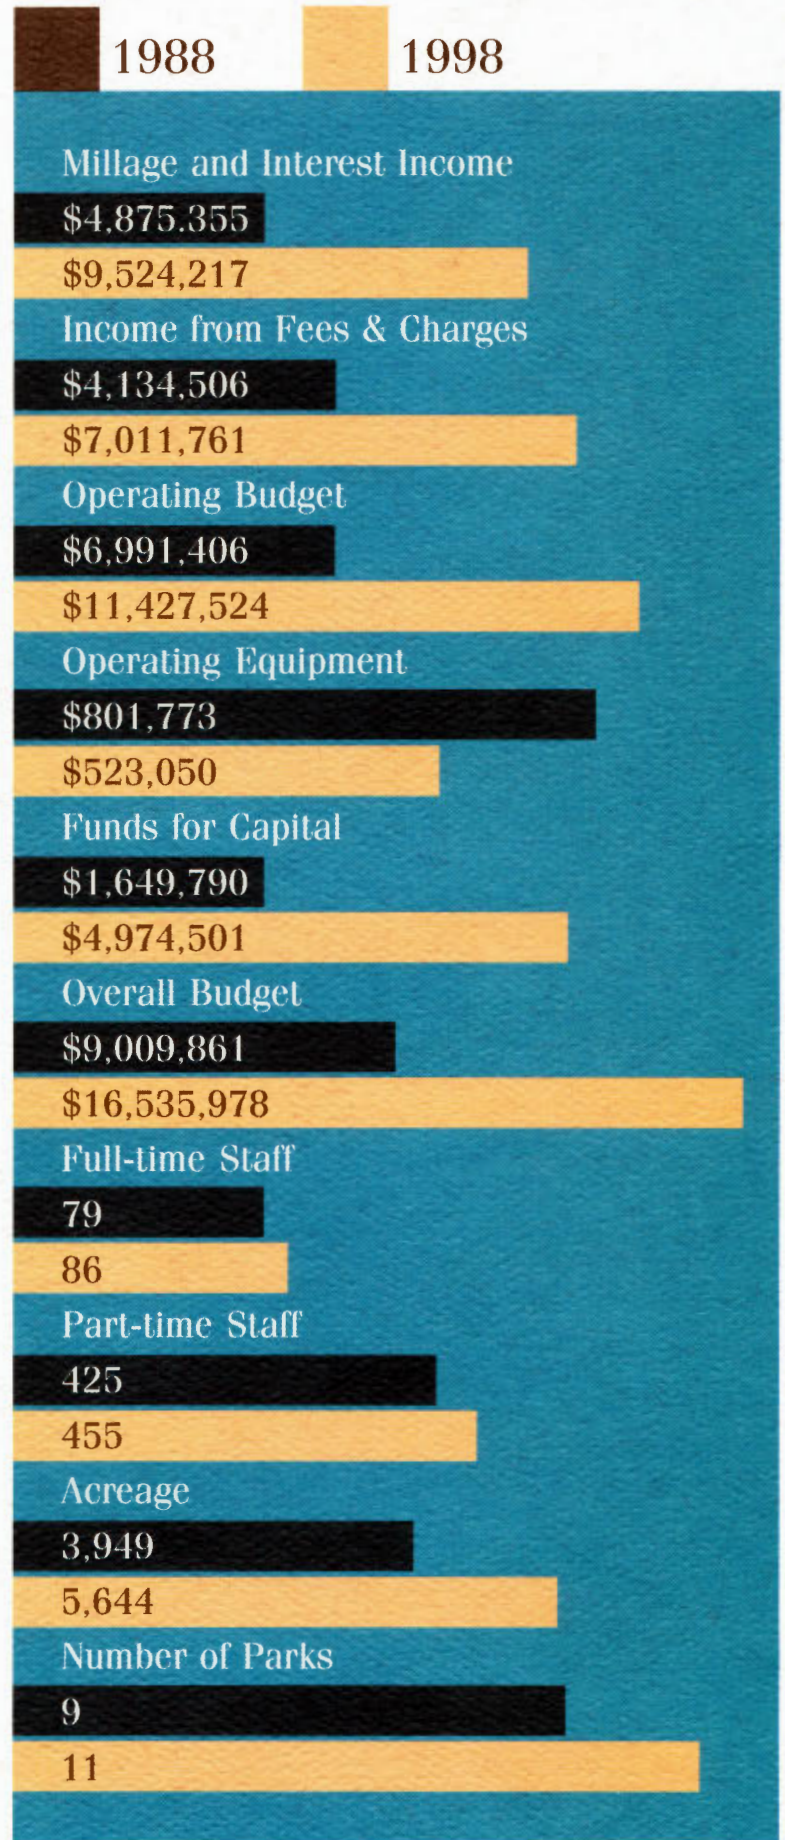 1988 1998
Millage and Interest Income
$4,875.355
$9,524,217
Income from Fees & Charges
$4,134,506
$7,011,761
Operating Budget
$6,991,406
$11,427,524
Operating Equipment
$801,773
$523,050
Funds for Capital
$1,649,790
$4,974,501
Overall Budget
$9,009,861
$16,535,978
Full-time Staff
79
86
Part-time Staff
425
455
Acreage
3,949
5,644
Number of Parks
9
11